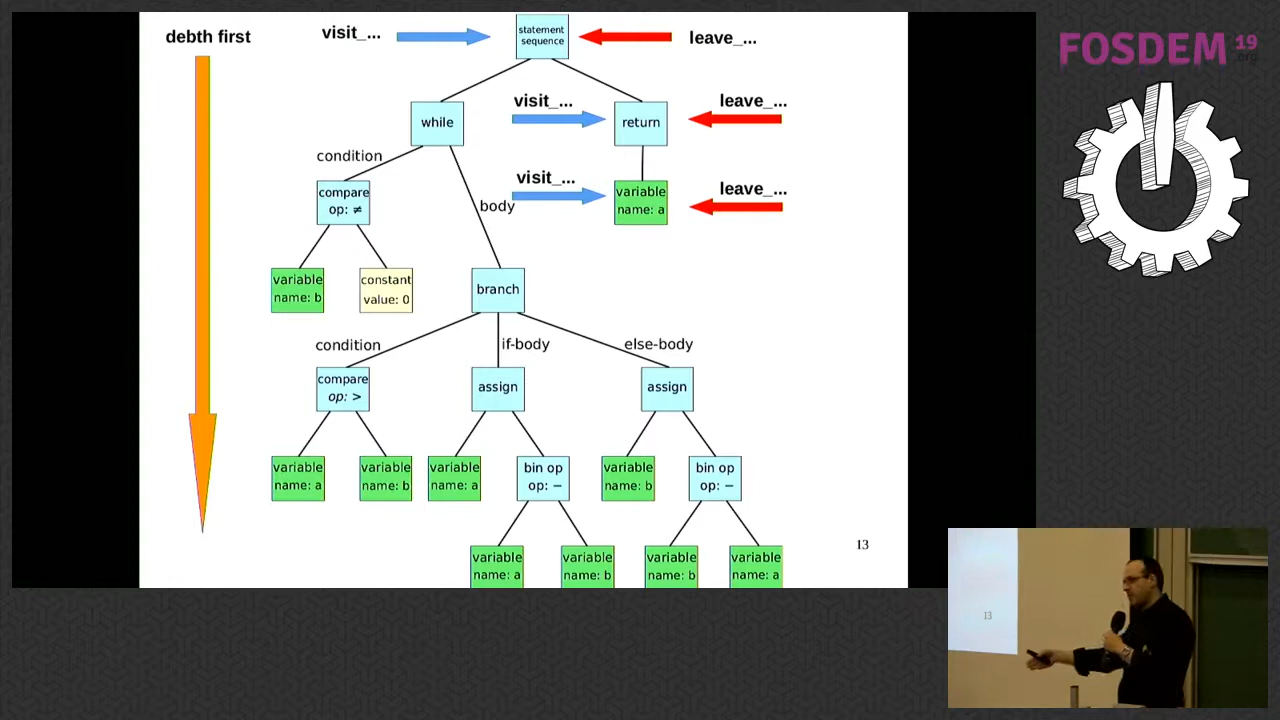 debth first
visit_...
statement
sequence
leave_...
FOSDEM 19
.org
while
visit_...
return
leave_...
condition
compare
op: ≠
body
visit_...
variable
name: a
leave_...
variable
name: b
constant
value: 0
branch
condition
if-body
else-body
compare
op: >
assign
assign
variable
name: a
variable
name: b
variable
name: a
bin op
op: −
variable
name: b
bin op
op: −
variable
name: a
variable
name: b
variable
name: b
variable
name: a
13
13